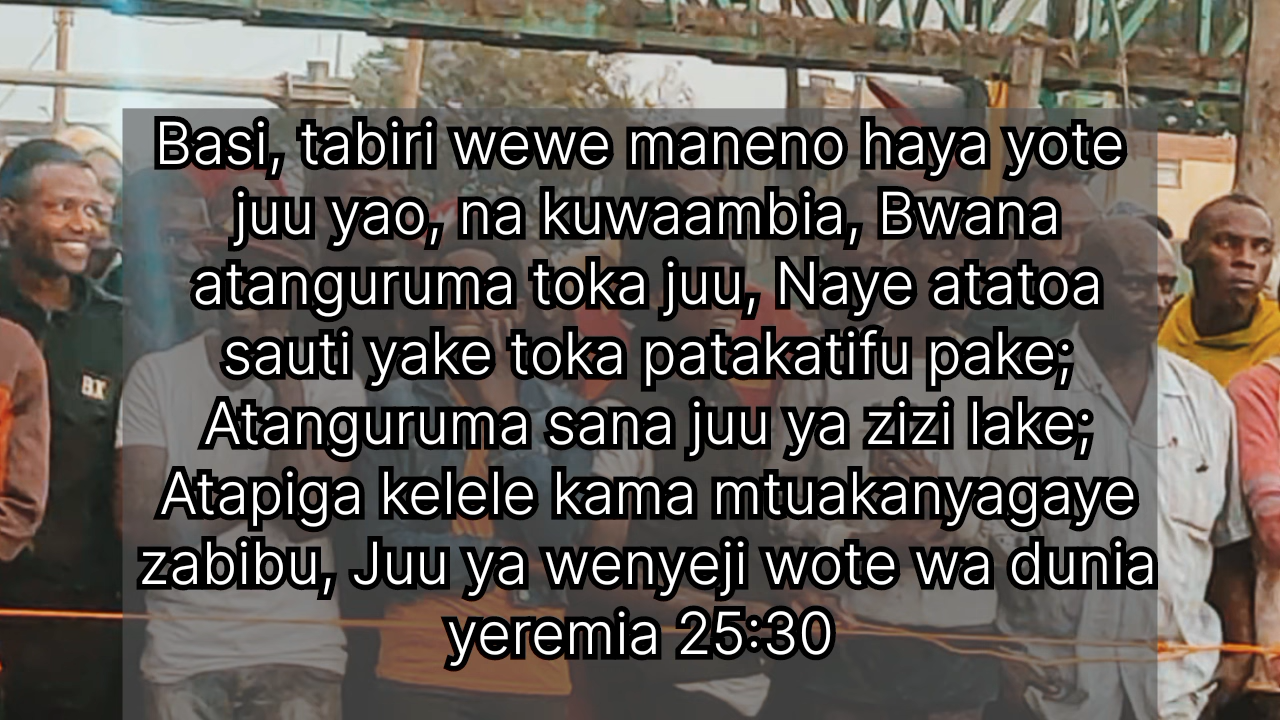 Basi, tabiri wewe maneno haya yote
juu yao, na kuwaambia, Bwana
atanguruma toka juu, Naye atatoa
sauti yake toka patakatifu pake;
Atanguruma sana juu ya zizi lake;
Atapiga kelele kama mtuakanyagaye
zabibu, Juu ya wenyeji wote wa dunia
yeremia 25:30